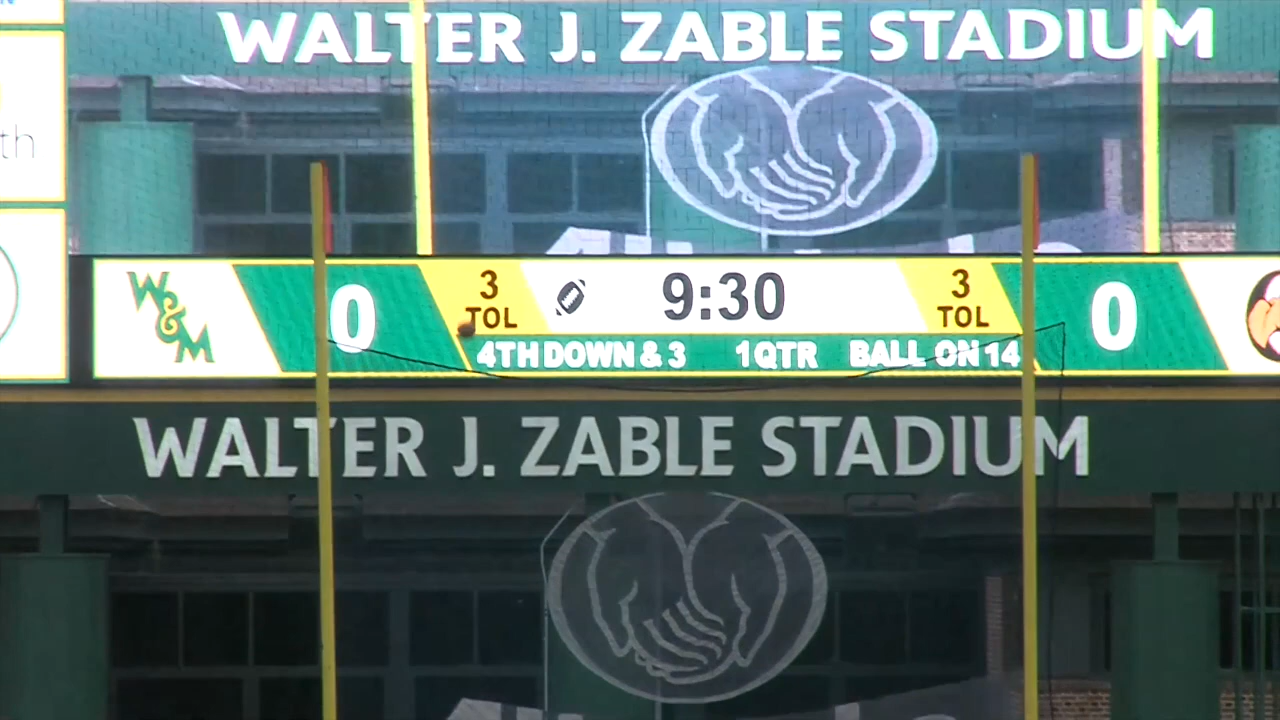 WALTER J. ZABLE STADIUM
th
W&M
0
3
TOL
9:30
3
TOL
0
4TH DOWN & 3 1QTR BALL ON 14
WALTER J. ZABLE STADIUM